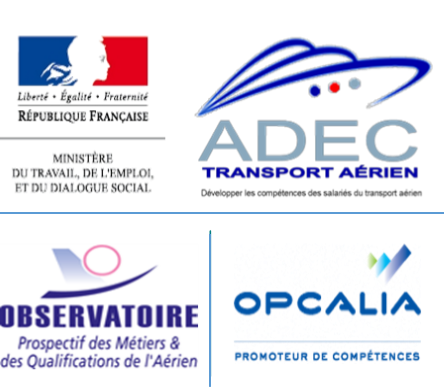 Liberté • Égalité • Fraternité
RÉPUBLIQUE FRANÇAISE
MINISTÈRE
DU TRAVAIL, DE L'EMPLOI,
ET DU DIALOGUE SOCIAL
ADEC
TRANSPORT AÉRIEN
Développer les compétences des salariés du transport aérien
OBSERVATOIRE
Prospectif des Métiers &
des Qualifications de l'Aérien
OPCALIA
PROMOTEUR DE COMPÉTENCES